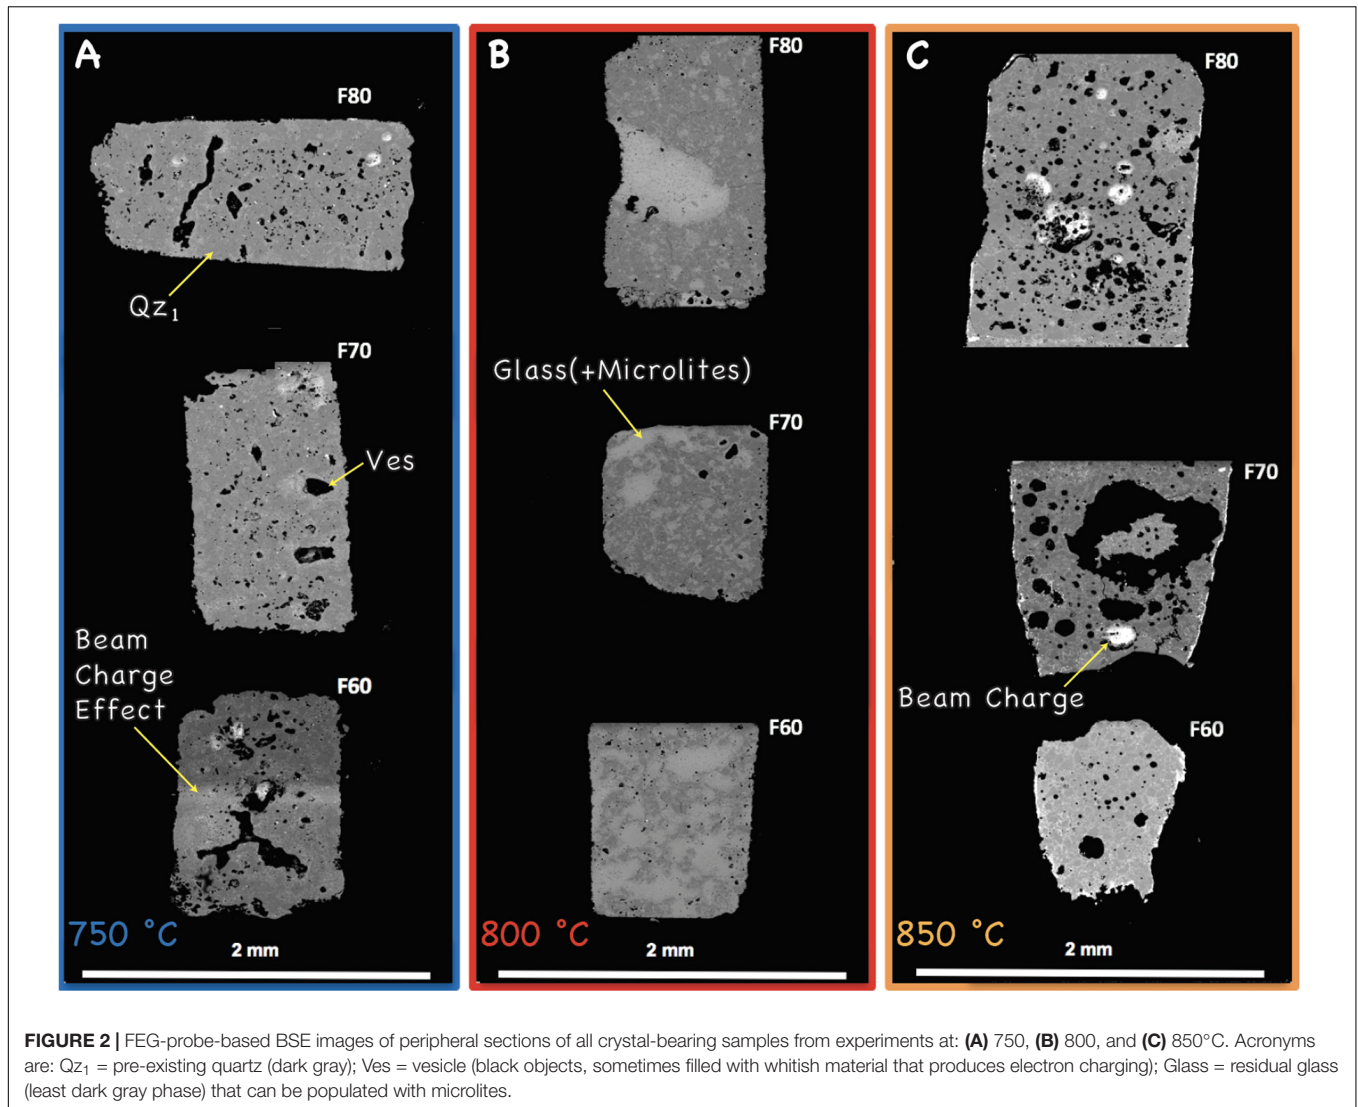 A
F80
Qz₁
F70
Ves
Beam
Charge
Effect
F60
750 °C
2 mm
B
F80
Glass(+Microlites)
F70
F60
800 °C
2 mm
C
F80
F70
Beam Charge
F60
850 °C
2 mm
FIGURE 2 | FEG-probe-based BSE images of peripheral sections of all crystal-bearing samples from experiments at: (A) 750, (B) 800, and (C) 850°C. Acronyms
are: Qz₁ = pre-existing quartz (dark gray); Ves = vesicle (black objects, sometimes filled with whitish material that produces electron charging); Glass = residual glass
(least dark gray phase) that can be populated with microlites.